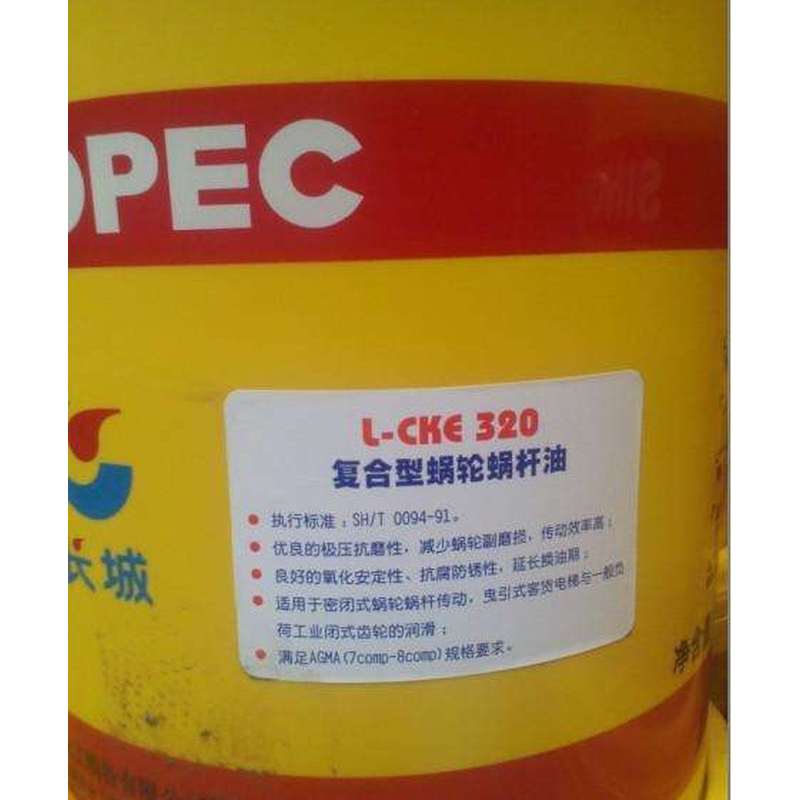 OPEC
L-CKE 320
复合型蜗轮蜗杆油
执行标准：SH/T 0094-91。
优良的极压抗磨性，减少蜗轮副磨损，传动效率高；
良好的氧化安定性、抗腐防锈性，延长换油期；
适用于密闭式蜗轮蜗杆传动，曳引式客货电梯与一般负
荷工业闭式齿轮的润滑；
满足AGMA(7comp-8comp)规格要求。
长城
净含量